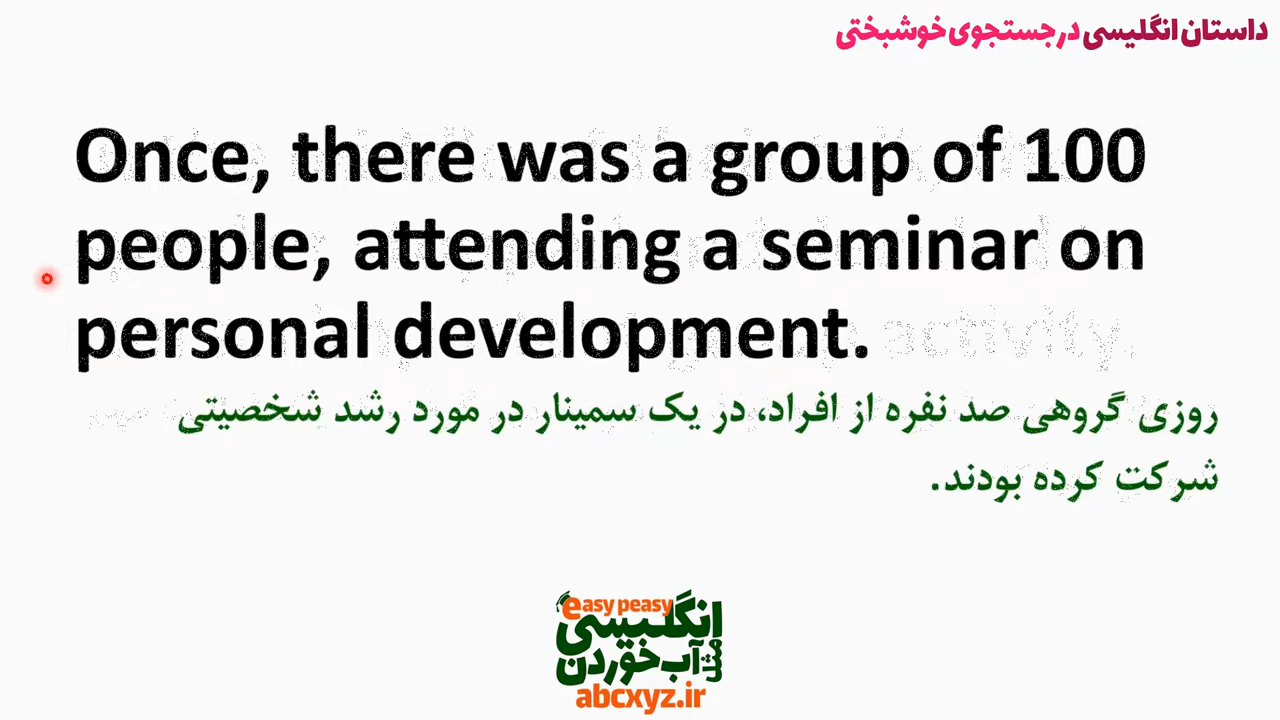 داستان انگلیسی در جستجوی خوشبختی
Once, there was a group of 100
people, attending a seminar on
personal development. activity.
روزی گروهی صد نفره از افراد، در یک سمینار در مورد رشد شخصیتی
شرکت کرده بودند.
easy peasy
انگلیسی
مثل آب خوردن
abcxyz.ir